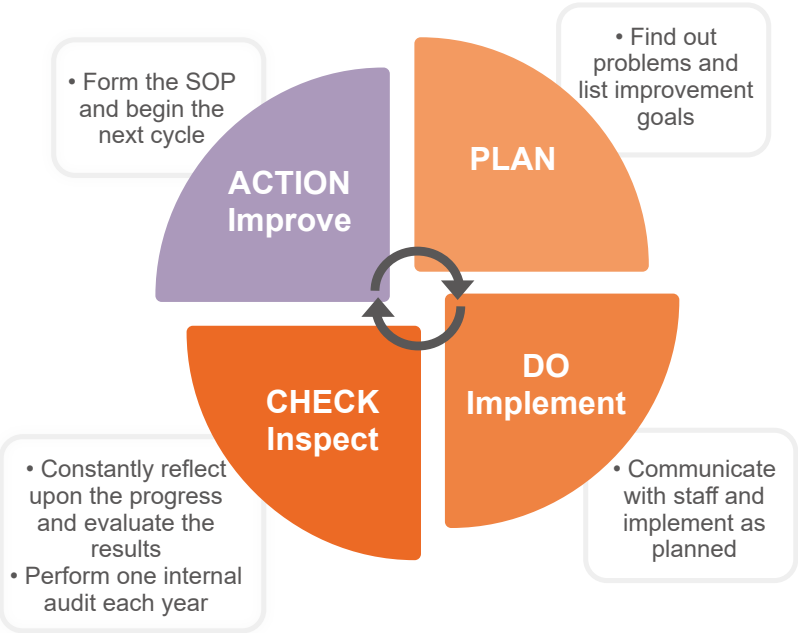 • Form the SOP
and begin the
next cycle
ACTION
Improve
PLAN
• Find out
problems and
list improvement
goals
DO
Implement
• Communicate
with staff and
implement as
planned
CHECK
Inspect
• Constantly reflect
upon the progress
and evaluate the
results
• Perform one internal
audit each year